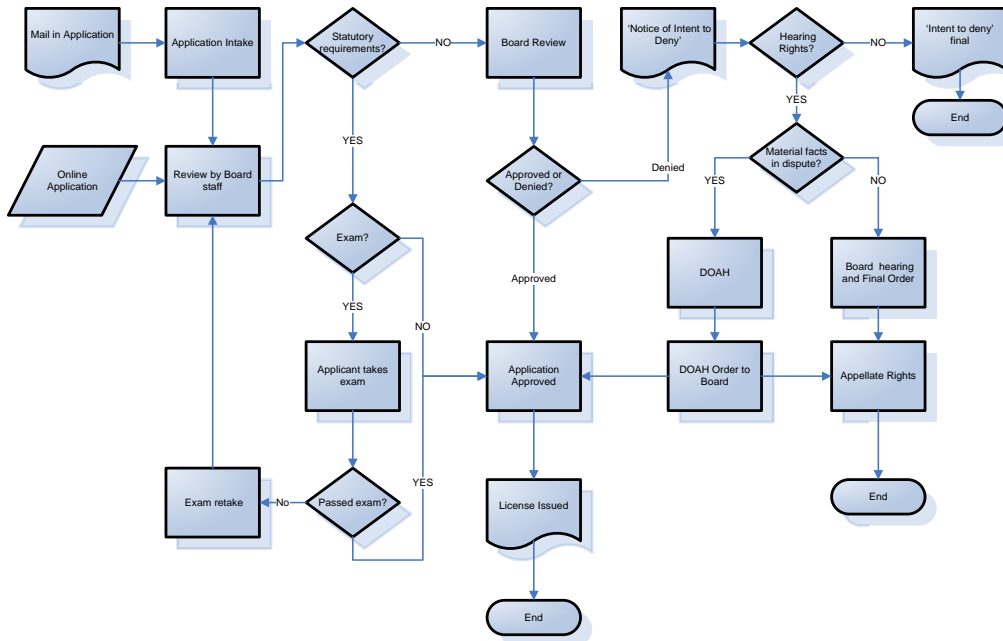 Mail in Application
Application Intake
Statutory
requirements?
NO
Board Review
‘Notice of Intent to
Deny’
Hearing
Rights?
NO
‘Intent to deny’
final
YES
End
YES
Online
Application
Review by Board
staff
Approved or
Denied?
Denied
Material facts
in dispute?
YES
NO
Exam?
DOAH
Board hearing
and Final Order
Approved
YES
NO
Applicant takes
exam
Application
Approved
DOAH Order to
Board
Appellate Rights
YES
Exam retake
No
Passed exam?
License Issued
End
End